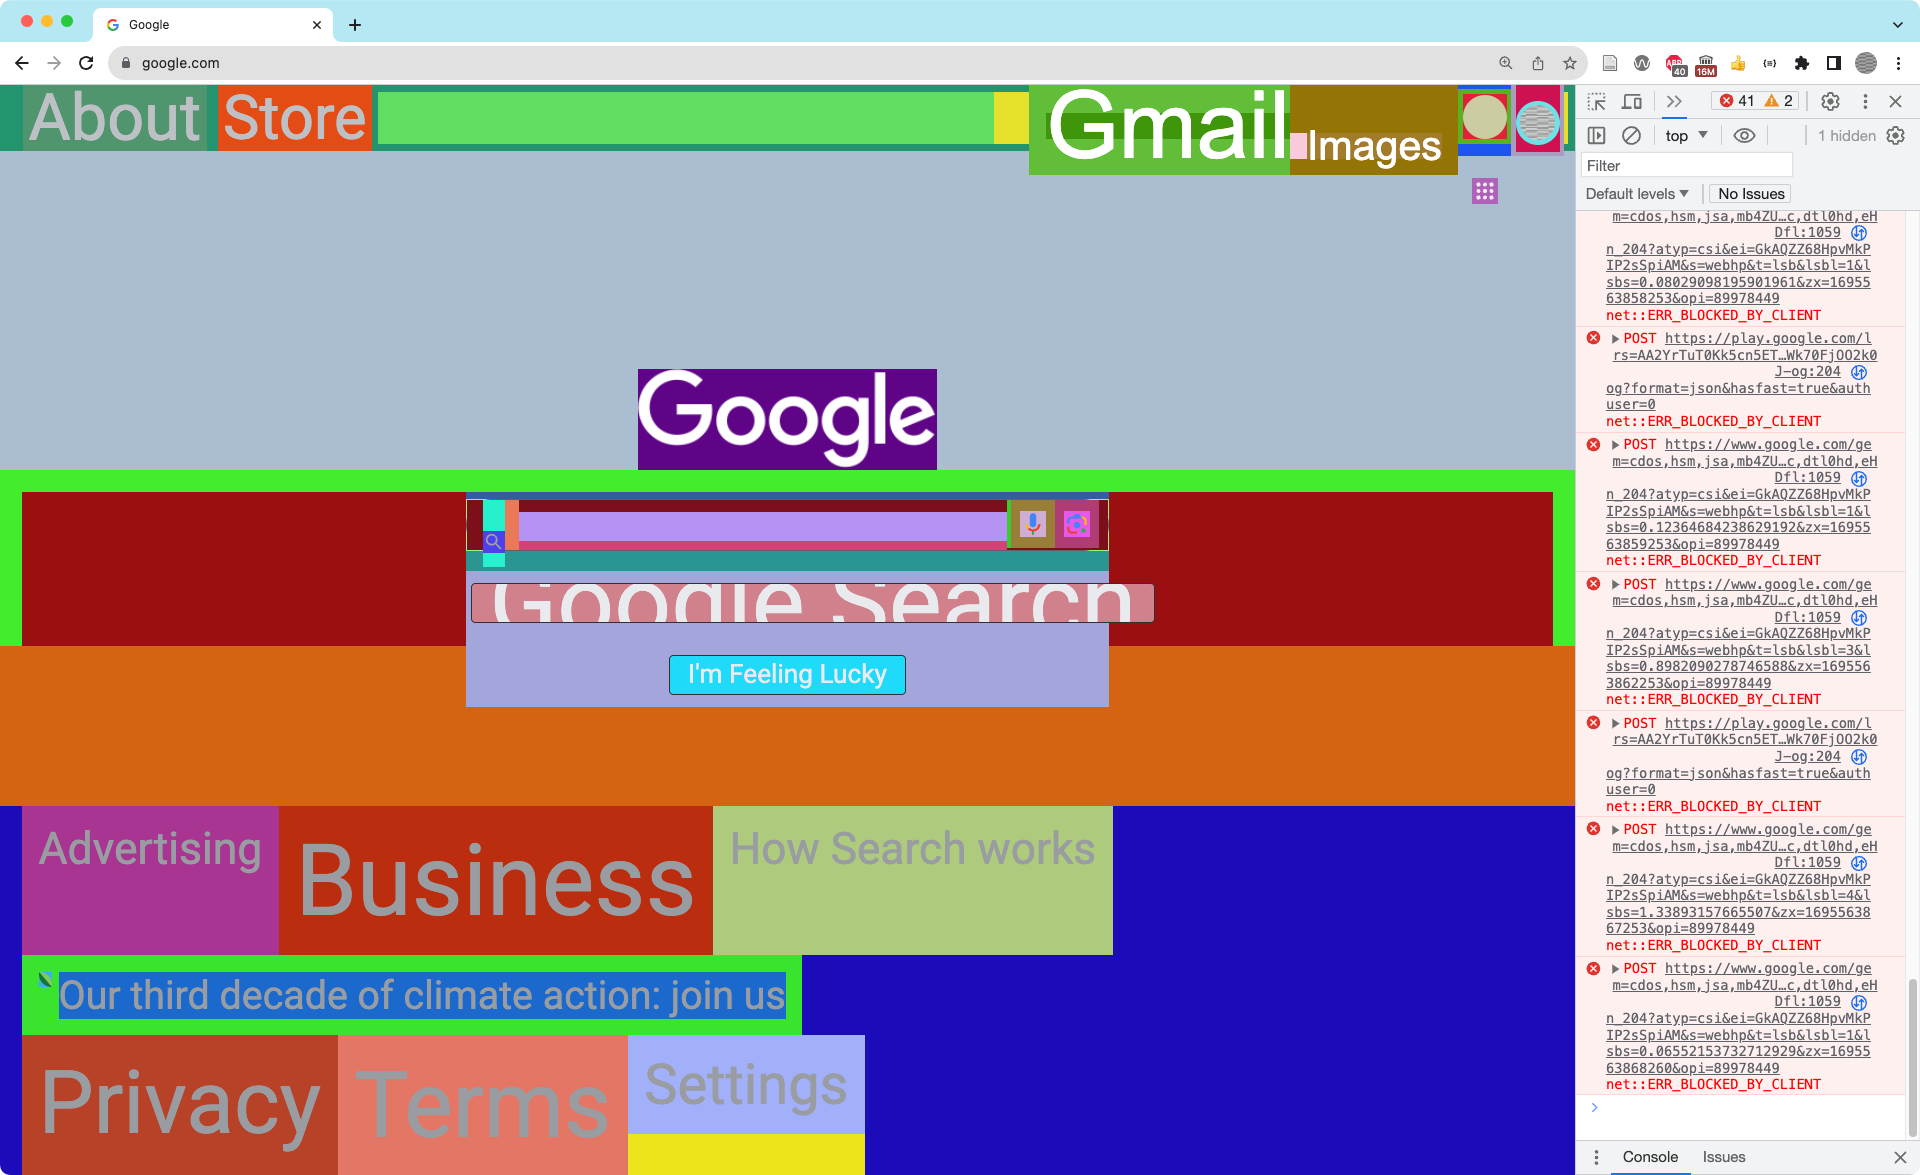 Google
google.com
ABP
40
16M
About
Store
Gmail
Images
Google
Google Search
I'm Feeling Lucky
Advertising
Business
How Search works
Our third decade of climate action: join us
Privacy
Terms
Settings
41
2
top
1 hidden
Filter
Default levels
No Issues
m=cdos,hsm,jsa,mb4ZU…c,dtl0hd,eH
Dfl:1059
n_204?atyp=csi&ei=GkAQZZ68HpvMkP
IP2sSpiAM&s=webhp&t=lsb&lsbl=1&l
sbs=0.08029098195901961&zx=16955
63858253&opi=89978449
net::ERR_BLOCKED_BY_CLIENT
POST https://play.google.com/l
rs=AA2YrTuT0Kk5cn5ET…Wk70FjOO2k0
J-og:204
og?format=json&hasfast=true&auth
user=0
net::ERR_BLOCKED_BY_CLIENT
POST https://www.google.com/ge
m=cdos,hsm,jsa,mb4ZU…c,dtl0hd,eH
Dfl:1059
n_204?atyp=csi&ei=GkAQZZ68HpvMkP
IP2sSpiAM&s=webhp&t=lsb&lsbl=1&l
sbs=0.12364684238629192&zx=16955
63859253&opi=89978449
net::ERR_BLOCKED_BY_CLIENT
POST https://www.google.com/ge
m=cdos,hsm,jsa,mb4ZU…c,dtl0hd,eH
Dfl:1059
n_204?atyp=csi&ei=GkAQZZ68HpvMkP
IP2sSpiAM&s=webhp&t=lsb&lsbl=3&l
sbs=0.8982090278746588&zx=169556
3862253&opi=89978449
net::ERR_BLOCKED_BY_CLIENT
POST https://play.google.com/l
rs=AA2YrTuT0Kk5cn5ET…Wk70FjOO2k0
J-og:204
og?format=json&hasfast=true&auth
user=0
net::ERR_BLOCKED_BY_CLIENT
POST https://www.google.com/ge
m=cdos,hsm,jsa,mb4ZU…c,dtl0hd,eH
Dfl:1059
n_204?atyp=csi&ei=GkAQZZ68HpvMkP
IP2sSpiAM&s=webhp&t=lsb&lsbl=4&l
sbs=1.33893157665507&zx=16955638
67253&opi=89978449
net::ERR_BLOCKED_BY_CLIENT
POST https://www.google.com/ge
m=cdos,hsm,jsa,mb4ZU…c,dtl0hd,eH
Dfl:1059
n_204?atyp=csi&ei=GkAQZZ68HpvMkP
IP2sSpiAM&s=webhp&t=lsb&lsbl=1&l
sbs=0.06552153732712929&zx=16955
63868260&opi=89978449
net::ERR_BLOCKED_BY_CLIENT
Console
Issues